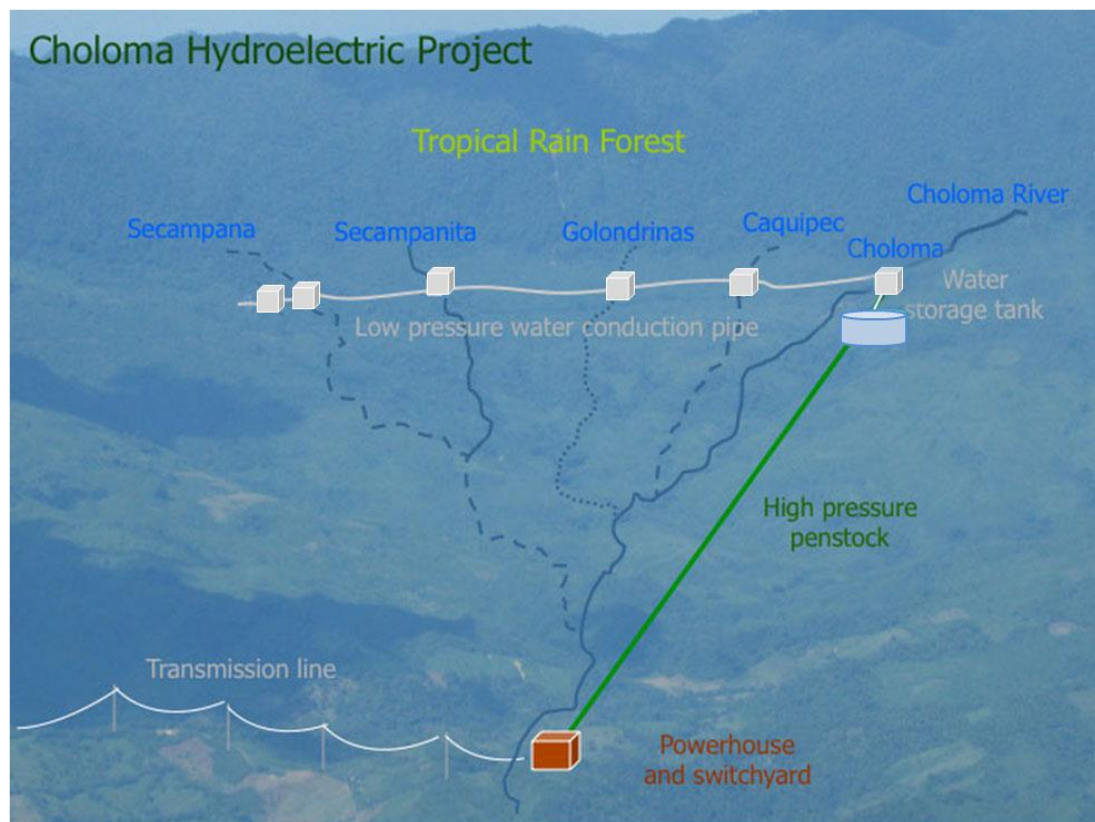 Choloma Hydroelectric Project
Tropical Rain Forest
Choloma River
Secampana
Secampanita
Golondrinas
Caquipec
Choloma
Water
storage tank
Low pressure water conduction pipe
High pressure
penstock
Transmission line
Powerhouse
and switchyard